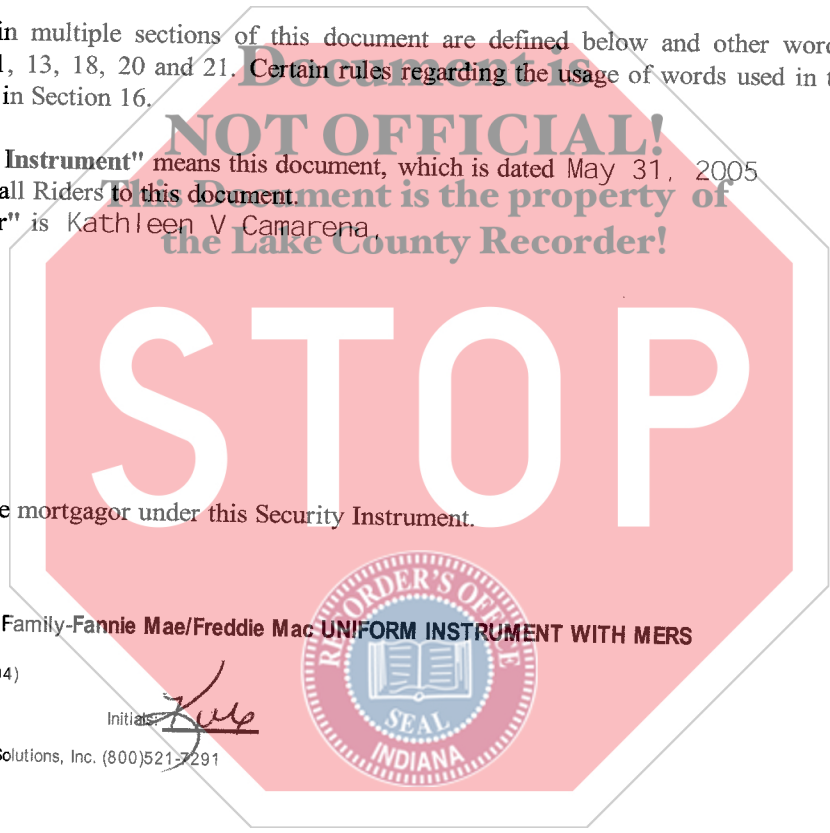 in multiple sections of this document are defined below and other word
1, 13, 18, 20 and 21. Certain rules regarding the usage of words used in t
in Section 16.
Document is
NOT OFFICIAL!
This Document is the property of
the Lake County Recorder!
Instrument" means this document, which is dated May 31, 2005
all Riders to this document.
r" is Kathleen V Camarena,
STOP
e mortgagor under this Security Instrument.
RECORDER'S OFFICE
SEAL
INDIANA
Family-Fannie Mae/Freddie Mac UNIFORM INSTRUMENT WITH MERS
04)
Initials:
Solutions, Inc. (800)521-7291